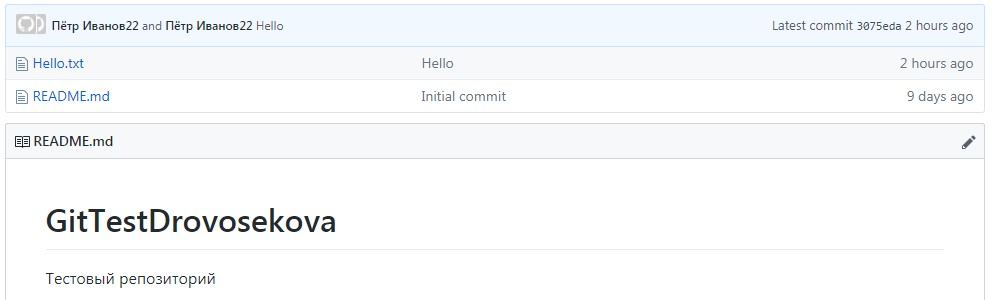 Пётр Иванов22 and Пётр Иванов22 Hello Latest commit 3075eda 2 hours ago
Hello.txt Hello 2 hours ago
README.md Initial commit 9 days ago
README.md
GitTestDrovosekova
Тестовый репозиторий